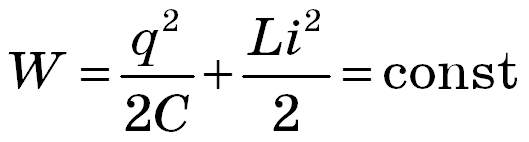 W = q²/2C + Li²/2 = const